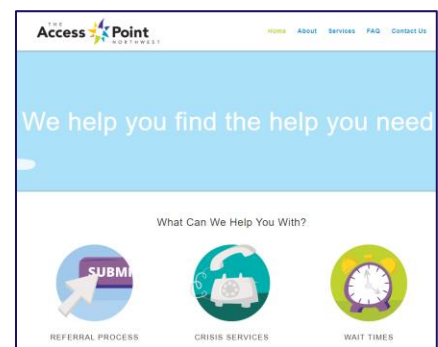 THE
Access Point
NORTHWEST
Home About Services FAQ Contact Us
We help you find the help you need
What Can We Help You With?
SUBMI
REFERRAL PROCESS CRISIS SERVICES WAIT TIMES